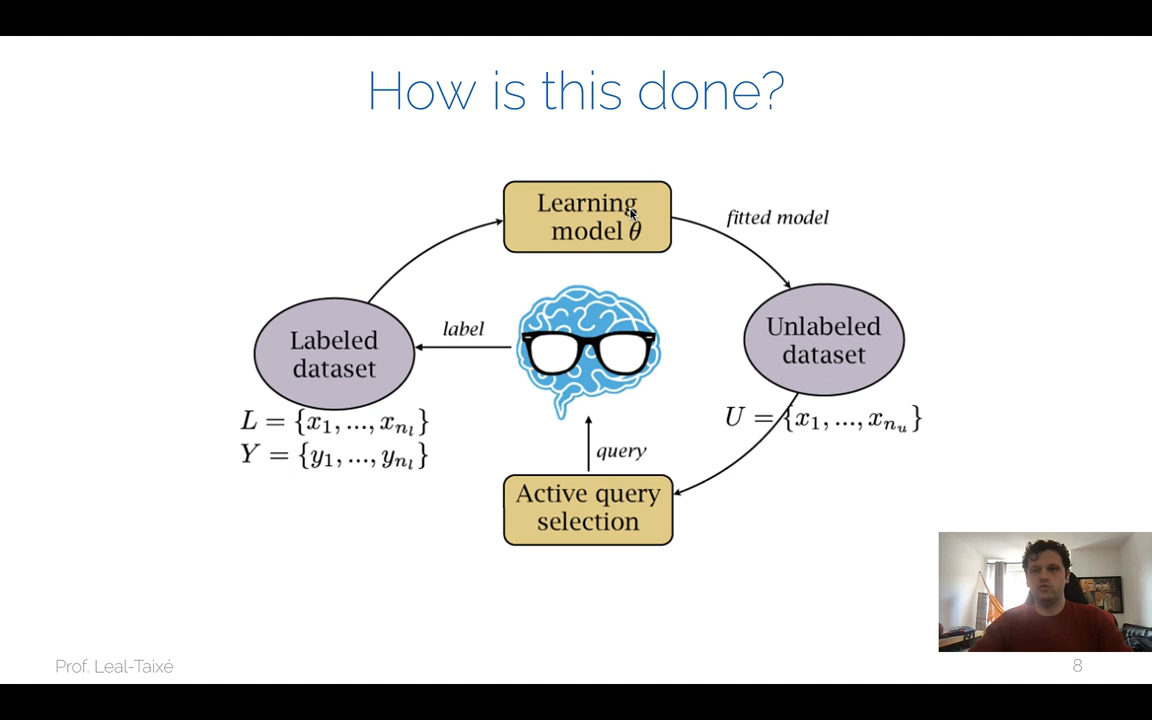 How is this done?
Learning
model θ
fitted model
Unlabeled
dataset
U = {x₁, ..., xₙᵤ}
Labeled
dataset
label
L = {x₁, ..., xₙₗ}
Y = {y₁, ..., yₙₗ}
query
Active query
selection
Prof. Leal-Taixé
8